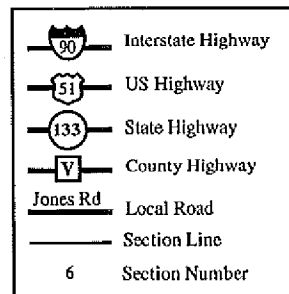 90 Interstate Highway
51 US Highway
133 State Highway
V County Highway
Jones Rd Local Road
Section Line
6 Section Number